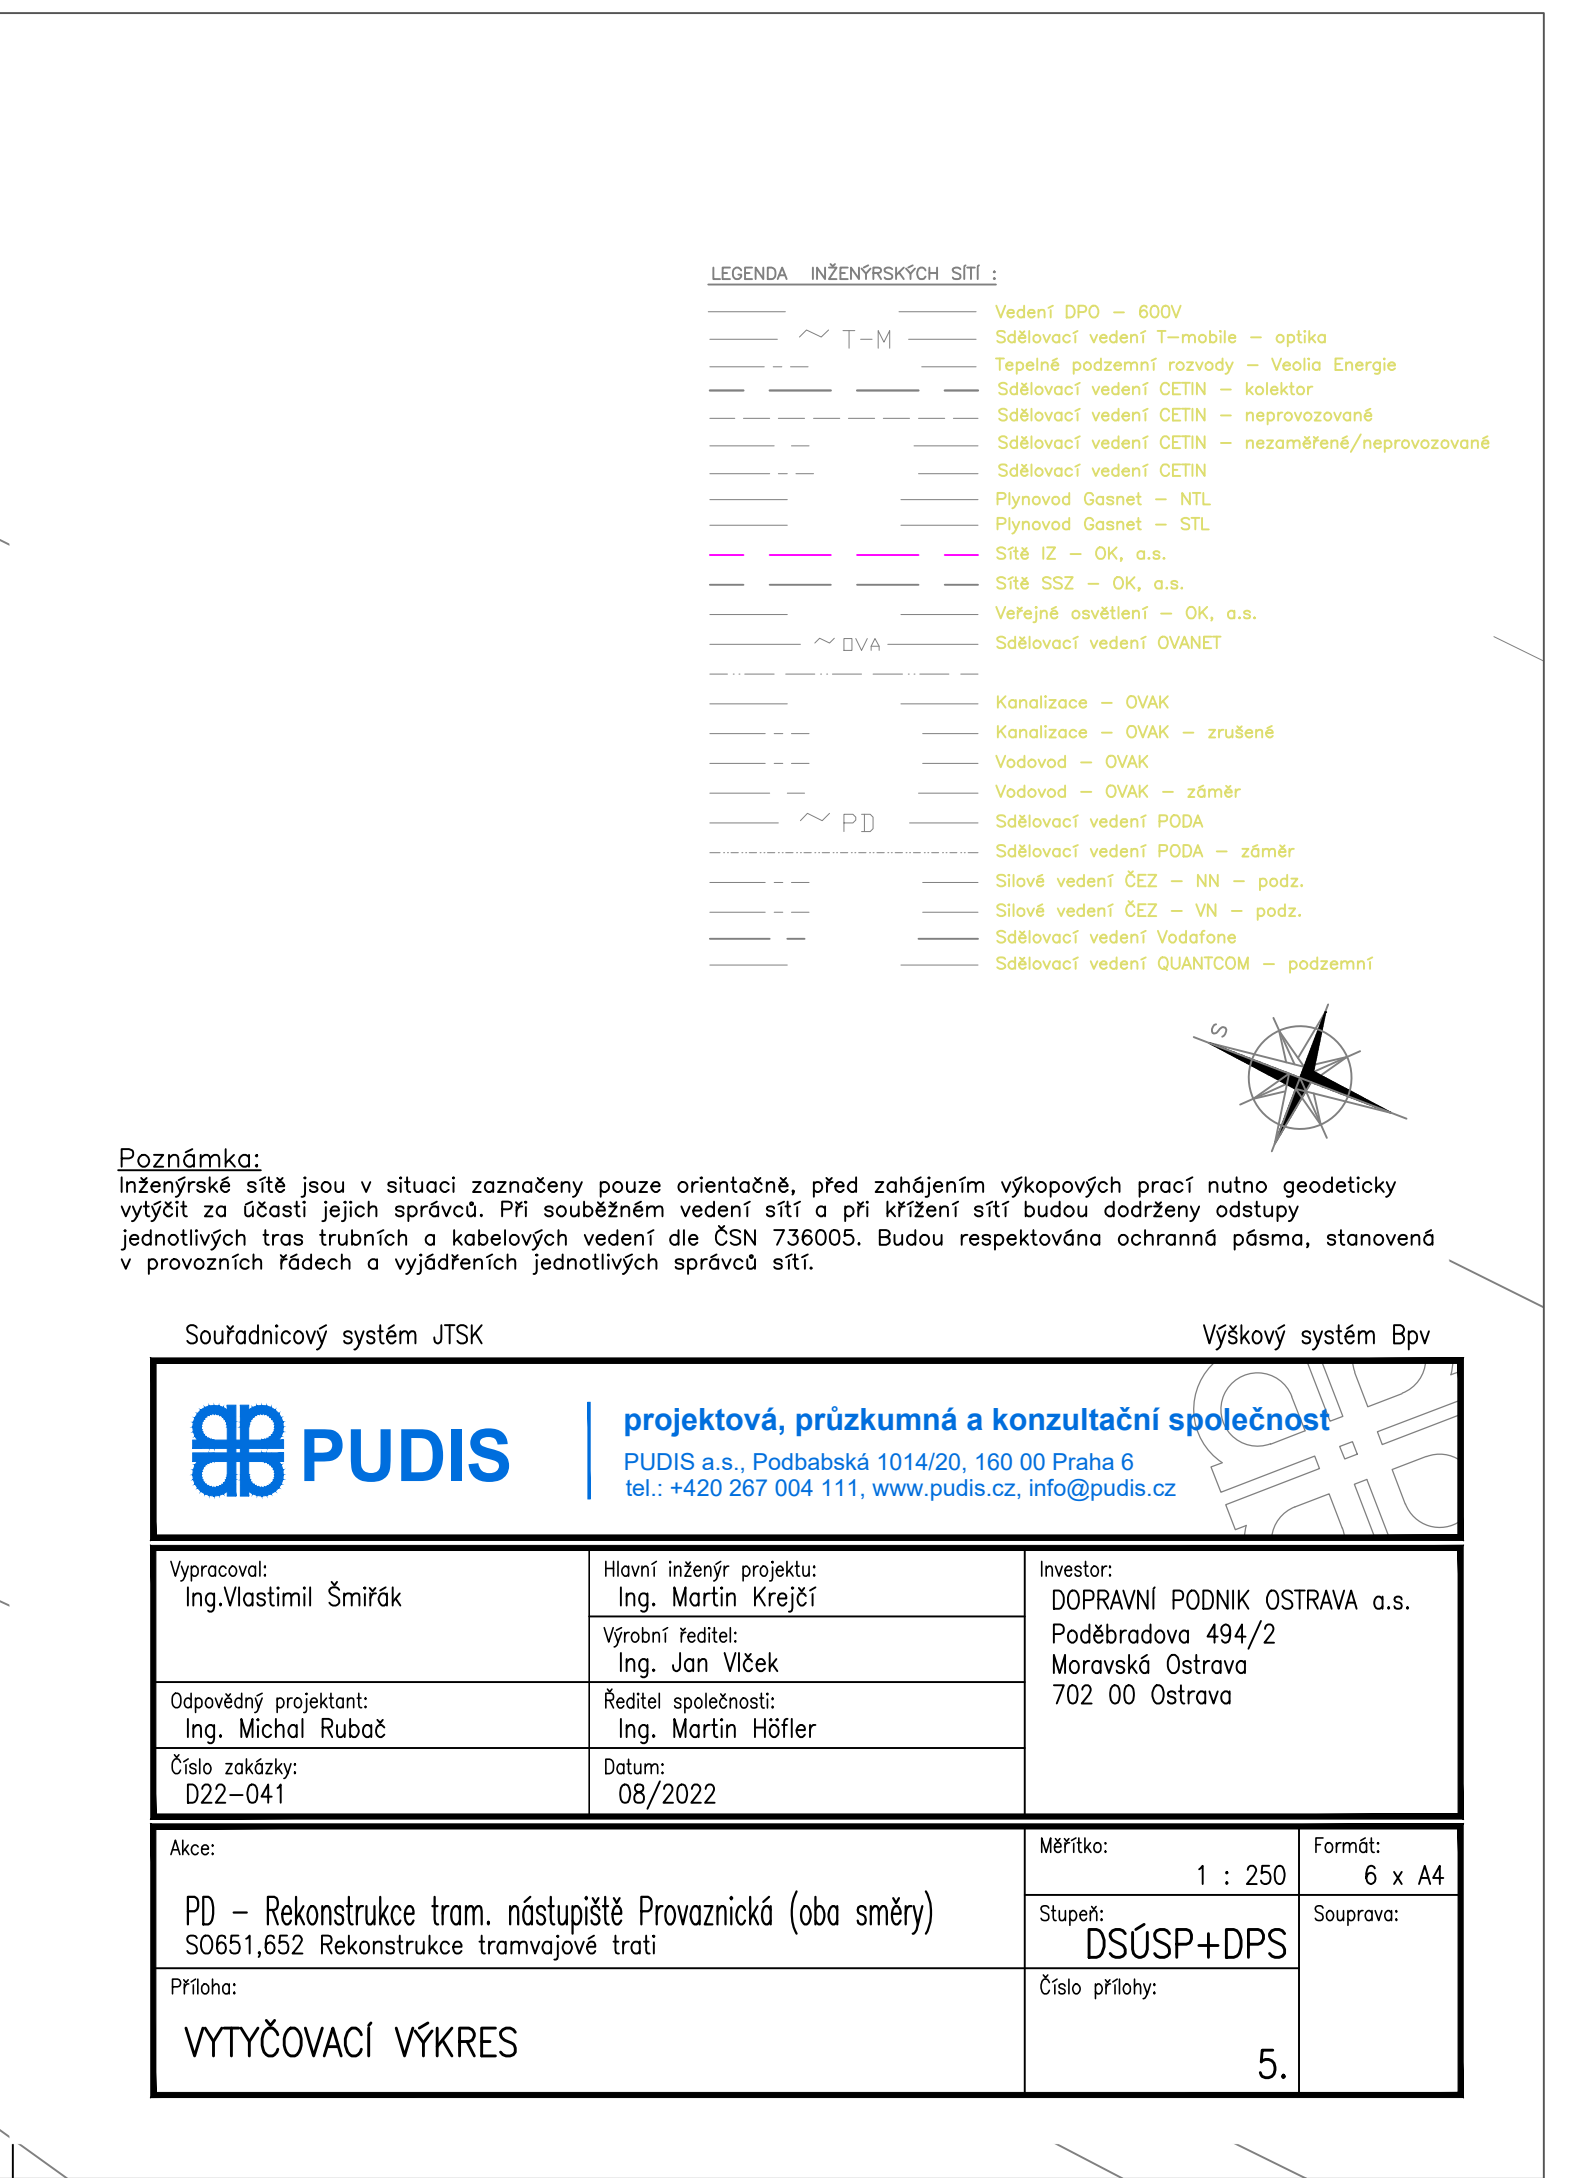 LEGENDA INŽENÝRSKÝCH SÍTÍ :
Vedení DPO – 600V
~ T-M Sdělovací vedení T-mobile – optika
Tepelné podzemní rozvody – Veolia Energie
Sdělovací vedení CETIN – kolektor
Sdělovací vedení CETIN – neprovozované
Sdělovací vedení CETIN – nezaměřené/neprovozované
Sdělovací vedení CETIN
Plynovod Gasnet – NTL
Plynovod Gasnet – STL
Sítě IZ – OK, a.s.
Sítě SSZ – OK, a.s.
Veřejné osvětlení – OK, a.s.
~ OVA Sdělovací vedení OVANET
Kanalizace – OVAK
Kanalizace – OVAK – zrušené
Vodovod – OVAK
Vodovod – OVAK – záměr
~ PD Sdělovací vedení PODA
Sdělovací vedení PODA – záměr
Silové vedení ČEZ – NN – podz.
Silové vedení ČEZ – VN – podz.
Sdělovací vedení Vodafone
Sdělovací vedení QUANTCOM – podzemní
S
Poznámka:
Inženýrské sítě jsou v situaci zaznačeny pouze orientačně, před zahájením výkopových prací nutno geodeticky
vytýčit za účasti jejich správců. Při souběžném vedení sítí a při křížení sítí budou dodrženy odstupy
jednotlivých tras trubních a kabelových vedení dle ČSN 736005. Budou respektována ochranná pásma, stanovená
v provozních řádech a vyjádřeních jednotlivých správců sítí.
Souřadnicový systém JTSK
Výškový systém Bpv
PUDIS
projektová, průzkumná a konzultační společnost
PUDIS a.s., Podbabská 1014/20, 160 00 Praha 6
tel.: +420 267 004 111, www.pudis.cz, info@pudis.cz
Vypracoval:
Ing.Vlastimil Šmiřák
Hlavní inženýr projektu:
Ing. Martin Krejčí
Výrobní ředitel:
Ing. Jan Vlček
Odpovědný projektant:
Ing. Michal Rubač
Ředitel společnosti:
Ing. Martin Höfler
Číslo zakázky:
D22-041
Datum:
08/2022
Investor:
DOPRAVNÍ PODNIK OSTRAVA a.s.
Poděbradova 494/2
Moravská Ostrava
702 00 Ostrava
Akce:
PD – Rekonstrukce tram. nástupiště Provaznická (oba směry)
SO651,652 Rekonstrukce tramvajové trati
Měřítko:
1 : 250
Formát:
6 x A4
Stupeň:
DSÚSP+DPS
Souprava:
Příloha:
VYTYČOVACÍ VÝKRES
Číslo přílohy:
5.